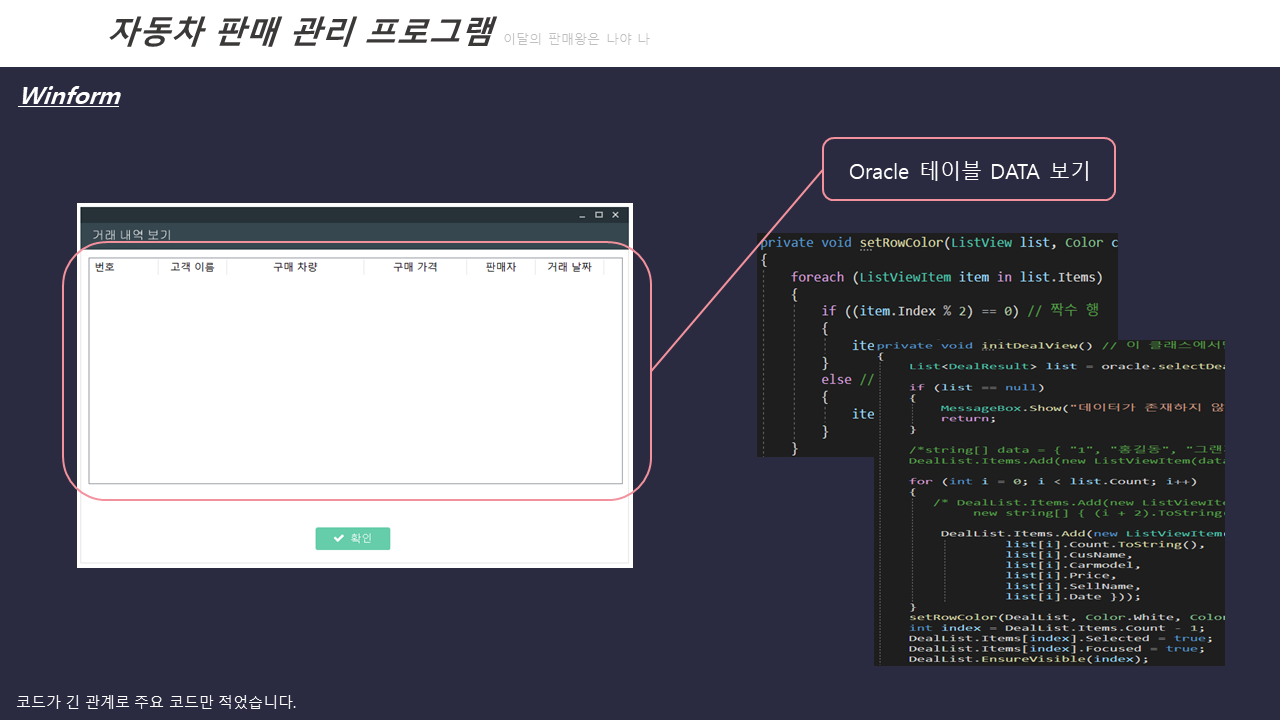 자동차 판매 관리 프로그램 이달의 판매왕은 나야 나
Winform
Oracle 테이블 DATA 보기
거래 내역 보기
번호 고객 이름 구매 차량 구매 가격 판매자 거래 날짜
확인
private void setRowColor(ListView list, Color c
{
foreach (ListViewItem item in list.Items)
{
if ((item.Index % 2) == 0) // 짝수 행
{
ite
}
else //
{
ite
}
}
private void initDealView() // 이 클래스에서
{
List<DealResult> list = oracle.selectDea
if (list == null)
{
MessageBox.Show("데이터가 존재하지 않
return;
}
/*string[] data = { "1", "홍길동", "그랜
DealList.Items.Add(new ListViewItem(data
for (int i = 0; i < list.Count; i++)
{
/* DealList.Items.Add(new ListViewIte
new string[] { (i + 2).ToString
DealList.Items.Add(new ListViewItem(
list[i].Count.ToString(),
list[i].CusName,
list[i].Carmodel,
list[i].Price,
list[i].SellName,
list[i].Date }));
}
setRowColor(DealList, Color.White, Color
int index = DealList.Items.Count - 1;
DealList.Items[index].Selected = true;
DealList.Items[index].Focused = true;
DealList.EnsureVisible(index);
코드가 긴 관계로 주요 코드만 적었습니다.